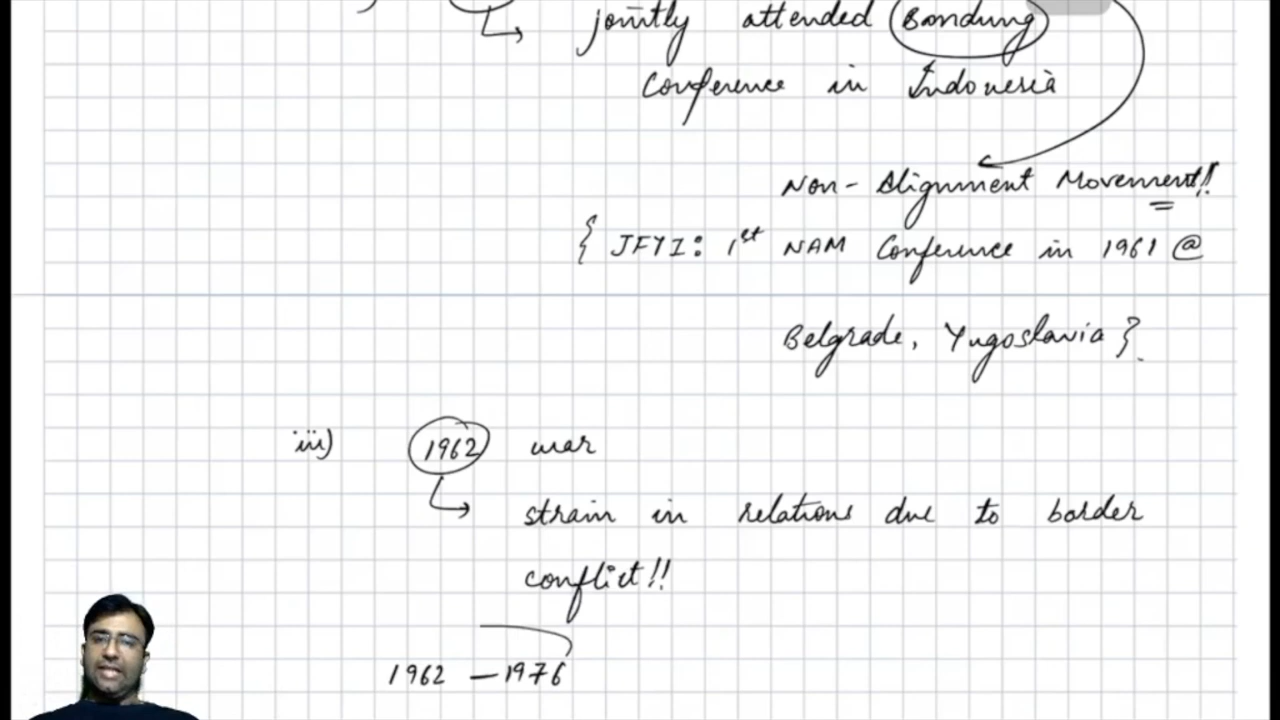 jointly attended Bandung
Conference in Indonesia
Non-Alignment Movement!!
{ JFYI: 1st NAM Conference in 1961 @
Belgrade, Yugoslavia }.
iii) 1962 war
strain in relations due to border
conflict!!
1962 — 1976